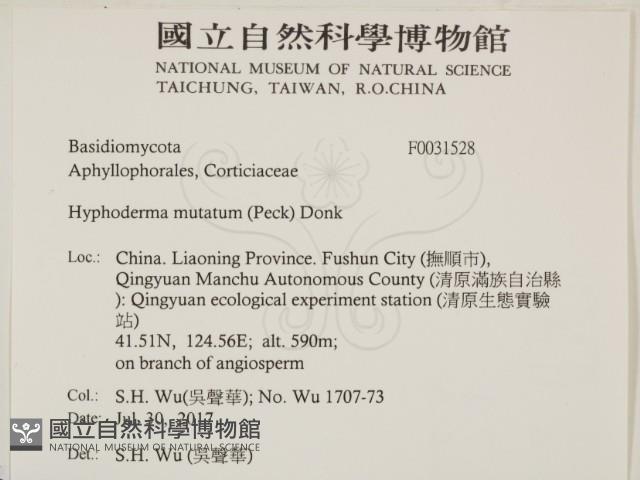 國立自然科學博物館
NATIONAL MUSEUM OF NATURAL SCIENCE
TAICHUNG, TAIWAN, R.O.CHINA
Basidiomycota F0031528
Aphyllophorales, Corticiaceae
Hyphoderma mutatum (Peck) Donk
Loc.: China. Liaoning Province. Fushun City (撫順市),
Qingyuan Manchu Autonomous County (清原滿族自治縣
): Qingyuan ecological experiment station (清原生態實驗
站)
41.51N, 124.56E; alt. 590m;
on branch of angiosperm
Col.: S.H. Wu(吳聲華); No. Wu 1707-73
Date: Jul. 30, 2017
國立自然科學博物館
NATIONAL MUSEUM OF NATURAL SCIENCE
Det.: S.H. Wu (吳聲華)